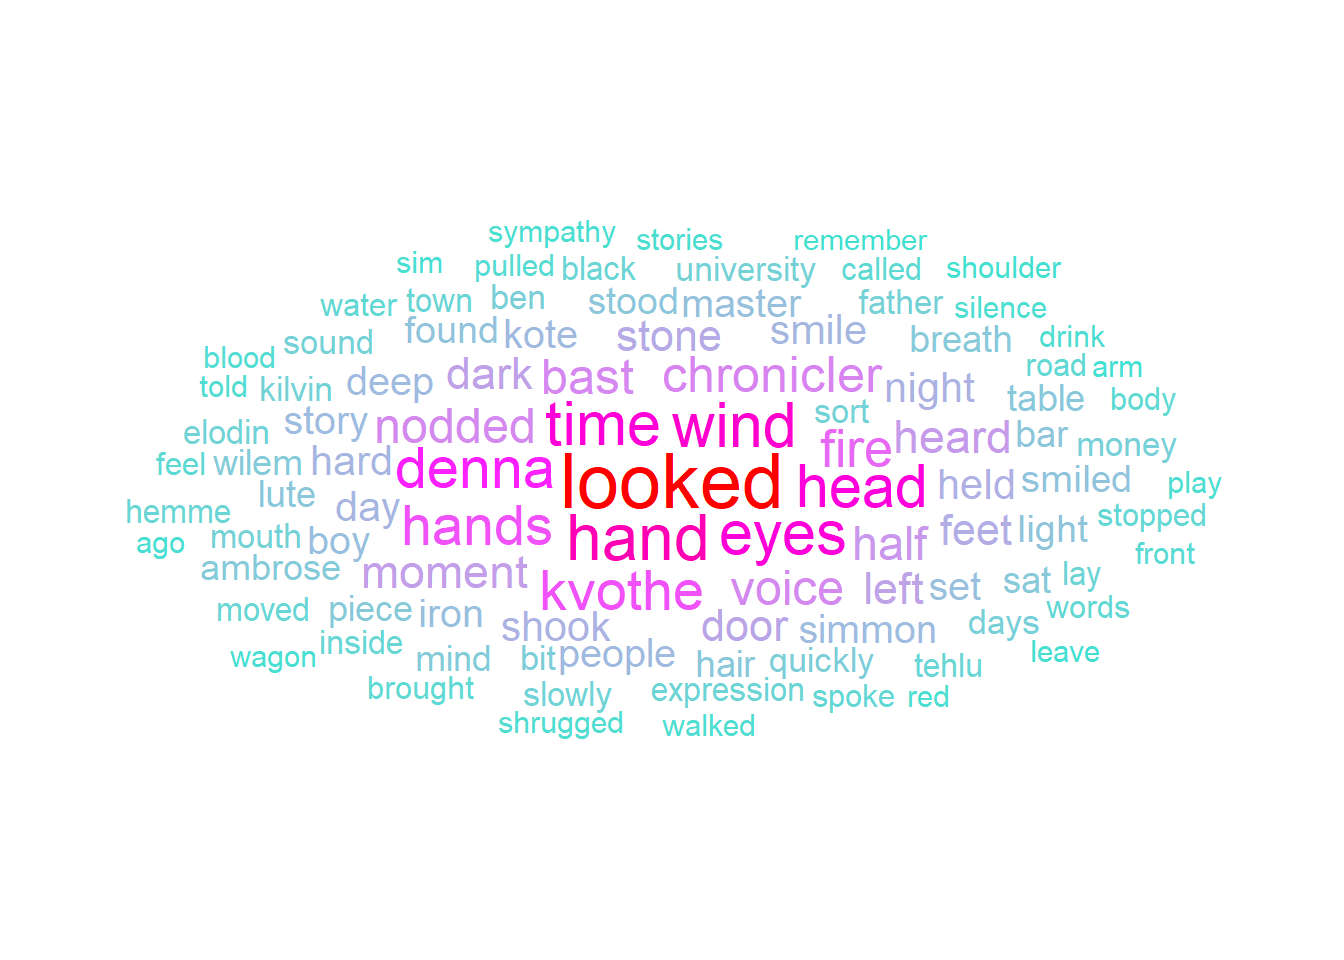 sympathy stories remember
sim pulled black university called shoulder
water town ben stood master father silence
sound found kote stone smile breath drink
blood told kilvin deep dark bast chronicler night table road arm body
elodin story nodded time wind sort fire heard bar money
feel wilem hard denna looked head held smiled play
hemme lute day hands hand eyes half feet light stopped
ago mouth boy front
ambrose moment kvothe voice left set sat lay
moved piece iron shook door simmon days words
wagon inside mind bit people hair quickly tehlu leave
brought slowly expression spoke red
shrugged walked